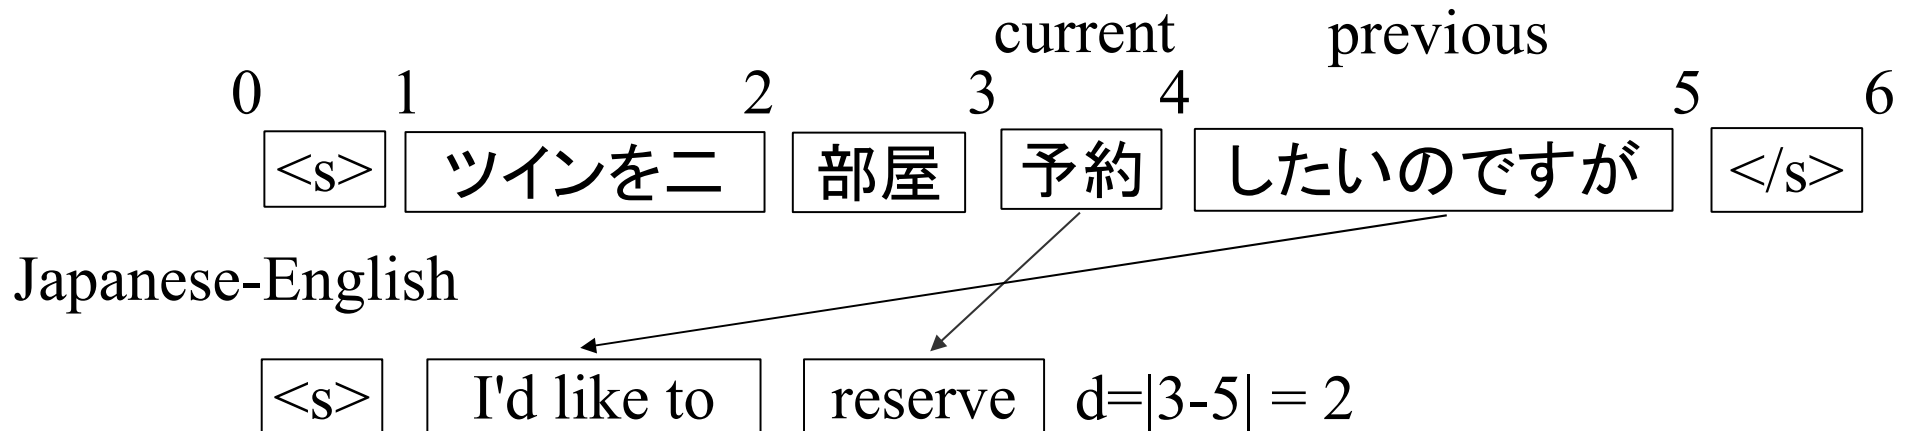 current previous
0 1 2 3 4 5 6
<s> ツインを二 部屋 予約 したいのですが </s>
Japanese-English
<s> I'd like to reserve d=|3-5| = 2